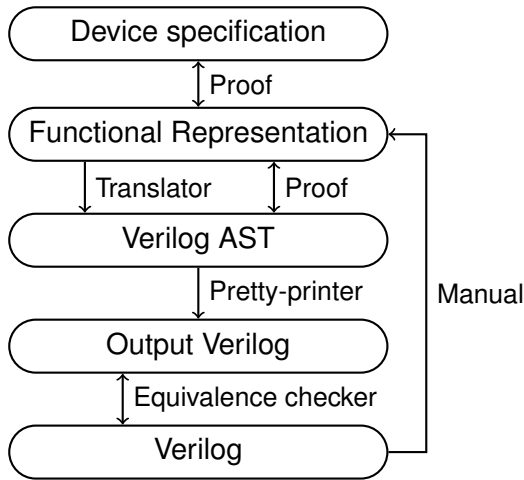 Device specification
Proof
Functional Representation
Translator
Proof
Verilog AST
Pretty-printer
Manual
Output Verilog
Equivalence checker
Verilog